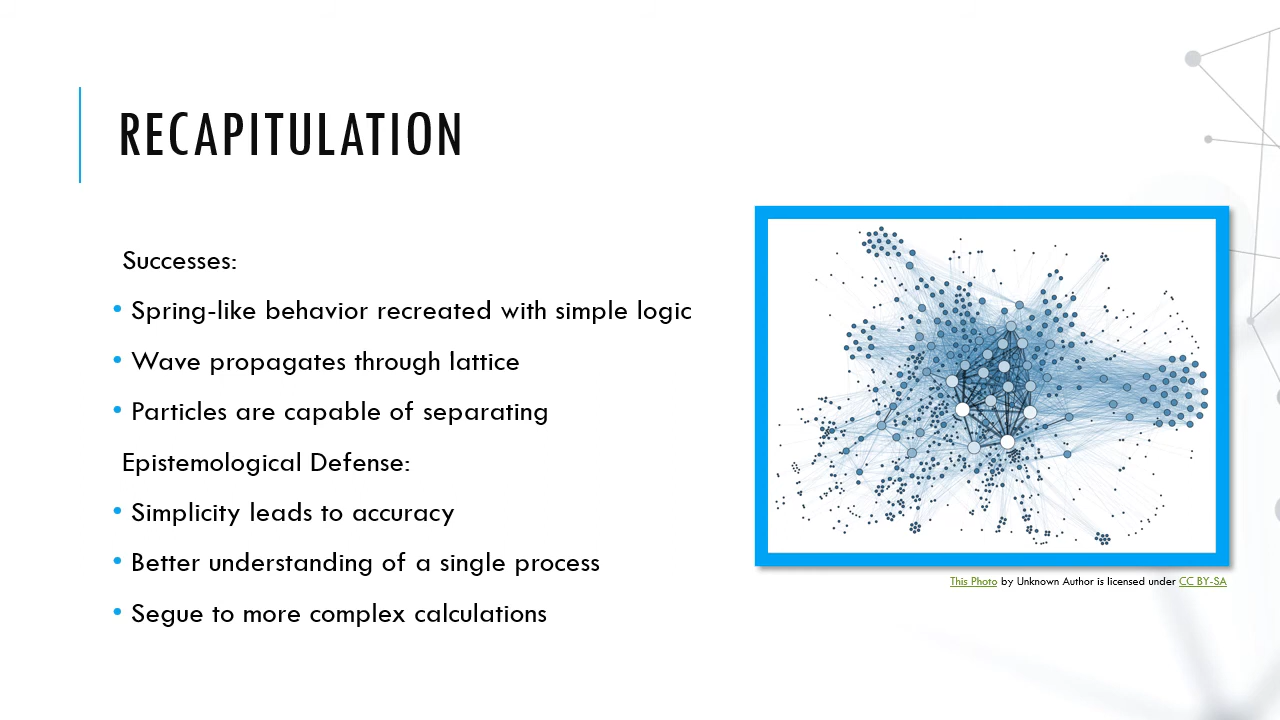 RECAPITULATION
Successes:
• Spring-like behavior recreated with simple logic
• Wave propagates through lattice
• Particles are capable of separating
Epistemological Defense:
• Simplicity leads to accuracy
• Better understanding of a single process
• Segue to more complex calculations
This Photo by Unknown Author is licensed under CC BY-SA